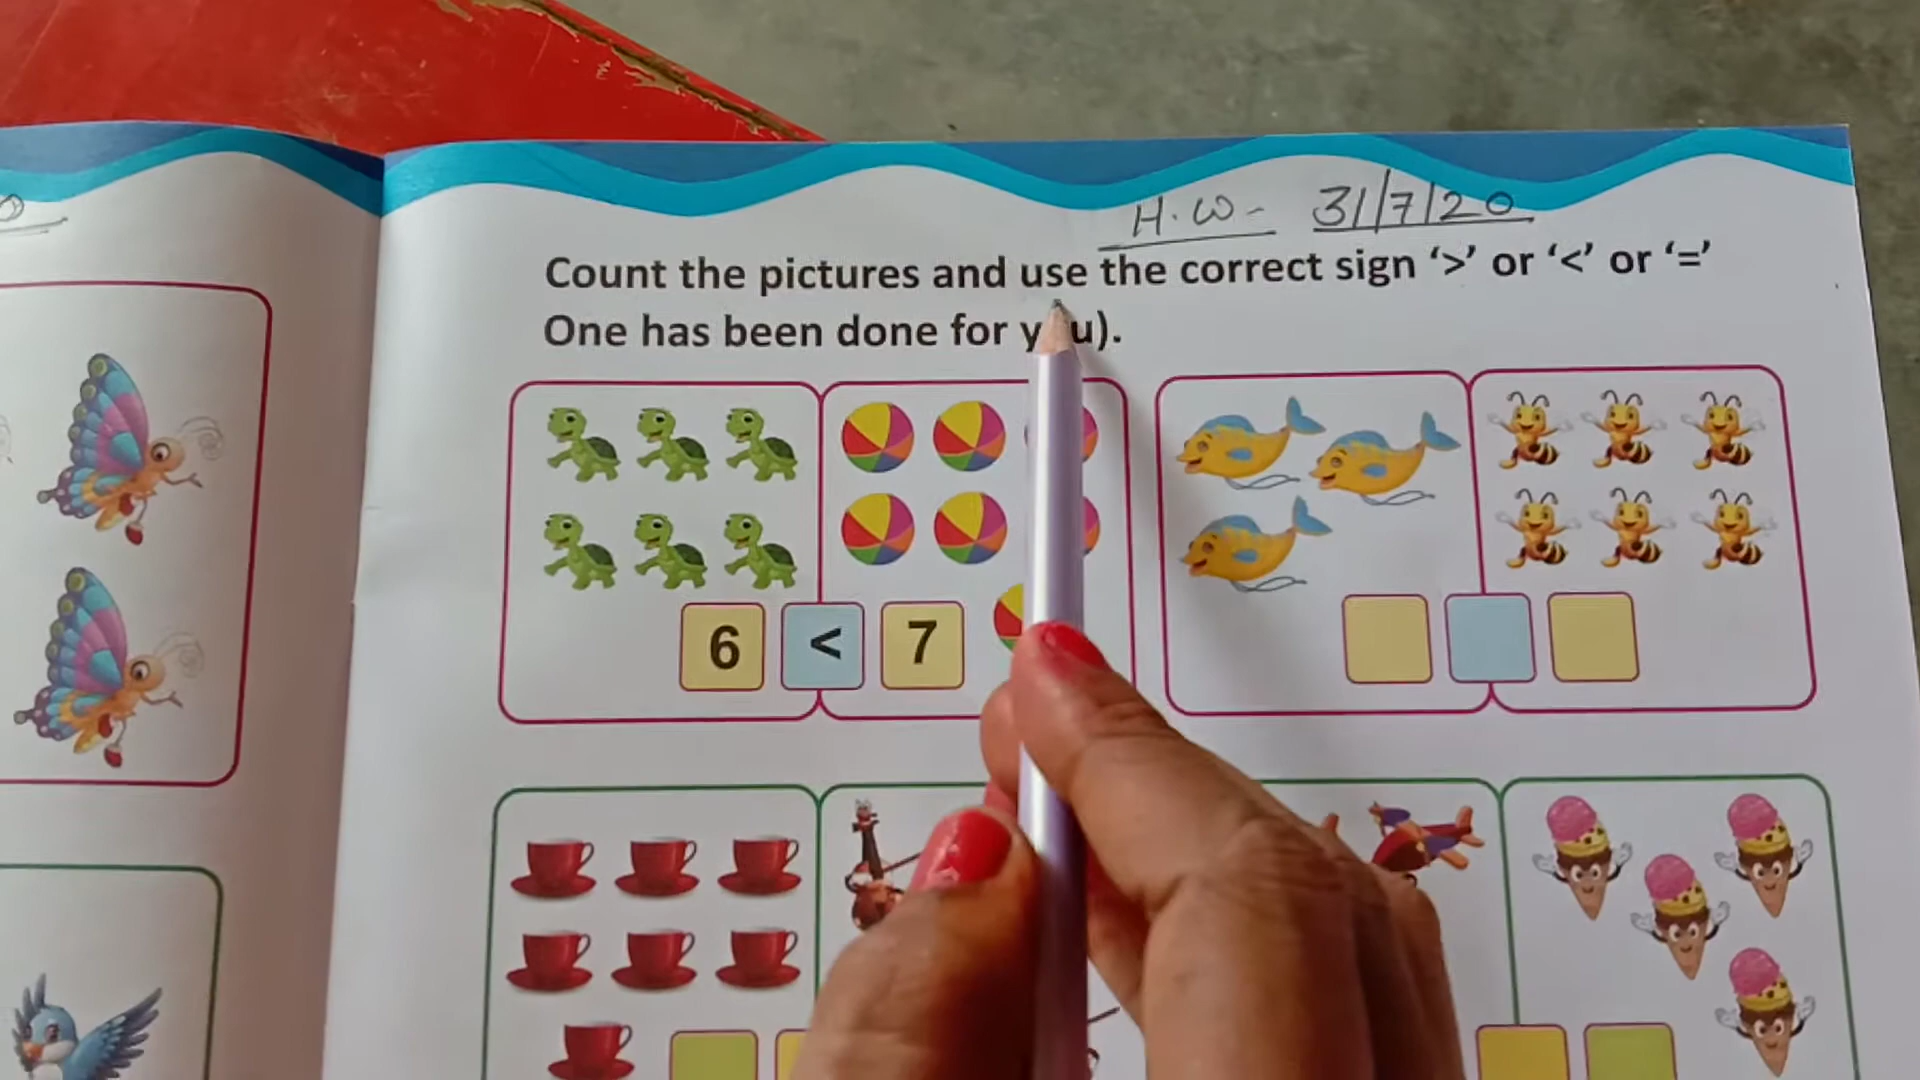 H.W- 31/7/20
Count the pictures and use the correct sign ‘>’ or ‘<’ or ‘=’
One has been done for you).
6 < 7